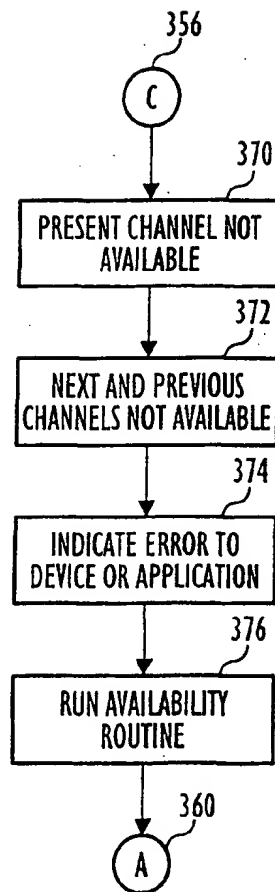 356
C
370
PRESENT CHANNEL NOT
AVAILABLE
372
NEXT AND PREVIOUS
CHANNELS NOT AVAILABLE
374
INDICATE ERROR TO
DEVICE OR APPLICATION
376
RUN AVAILABILITY
ROUTINE
360
A